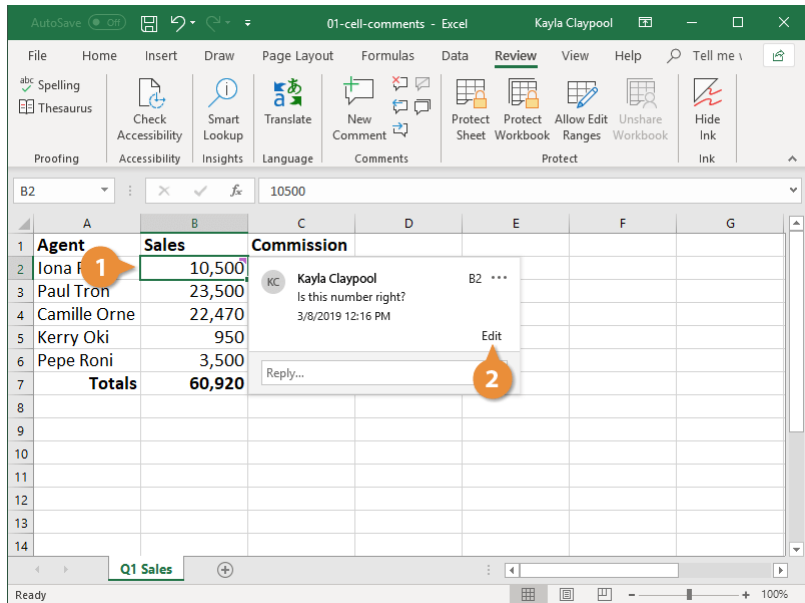 AutoSave Off 01-cell-comments - Excel Kayla Claypool
File Home Insert Draw Page Layout Formulas Data Review View Help Tell me
abc Spelling
Thesaurus
Check Accessibility
Smart Lookup
Translate
New Comment
Protect Sheet
Protect Workbook
Allow Edit Ranges
Unshare Workbook
Hide Ink
Proofing Accessibility Insights Language Comments Protect Ink
B2 fx 10500
A B C D E F G
1 Agent Sales Commission
2 Iona 1 10,500
3 Paul Tron 23,500
4 Camille Orne 22,470
5 Kerry Oki 950
6 Pepe Roni 3,500
7 Totals 60,920
8
9
10
11
12
13
14
KC Kayla Claypool B2
Is this number right?
3/8/2019 12:16 PM
Edit
Reply...
2
Q1 Sales
Ready 100%